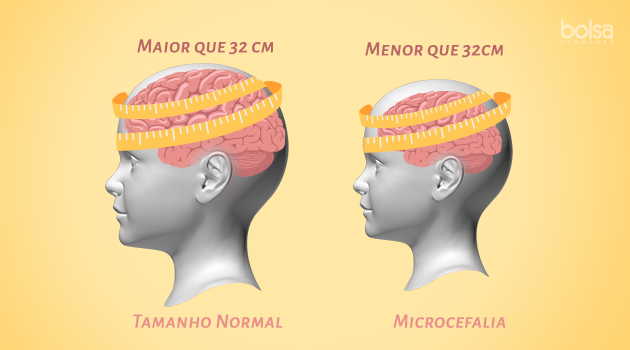 bolsa
Maior que 32 cm
Menor que 32cm
Tamanho Normal
Microcefalia